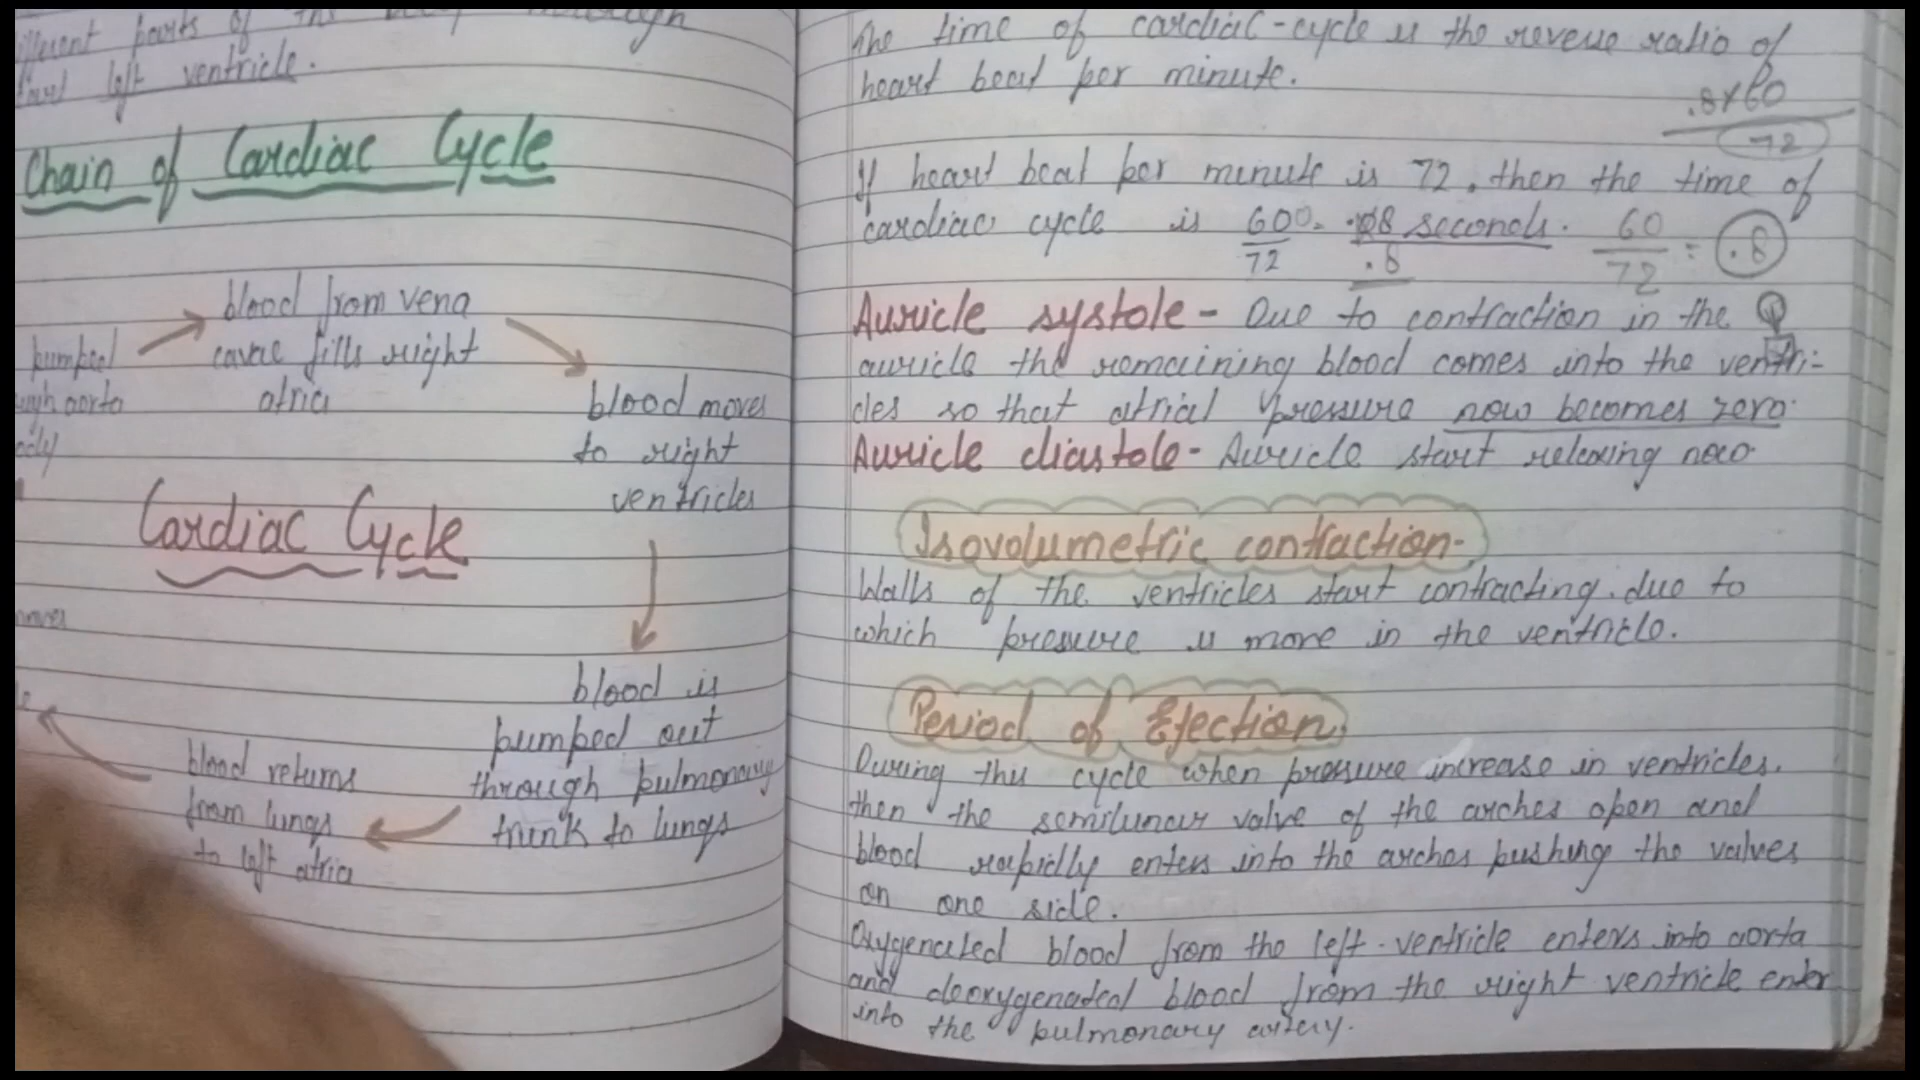 different parts of the body through
left ventricle.
Chain of Cardiac Cycle
blood from vena
cavae fills right
atria
pumped
aorta
blood moves
to right
ventricles
Cardiac Cycle
blood is
pumped out
through pulmonary
trunk to lungs
blood returns
from lungs
to left atria
The time of cardiac-cycle is the reverse ratio of
heart beat per minute.
.8x60
72
If heart beat per minute is 72, then the time of
cardiac cycle is 60 8 seconds. 60 = .8
72 .8 72
Auricle systole - Due to contraction in the
auricle the remaining blood comes into the ventri-
cles so that atrial pressure now becomes zero.
Auricle diastole - Auricle start relexing now.
Isovolumetric contraction-
Walls of the ventricles start contracting. due to
which pressure is more in the ventricle.
Period of Ejection.
During this cycle when pressure increase in ventricles.
then the semilunar valve of the arches open and
blood rapidly enters into the arches pushing the valves
on one side.
Oxygenated blood from the left ventricle enters into aorta
and deoxygenated blood from the right ventricle enter
into the pulmonary artery.